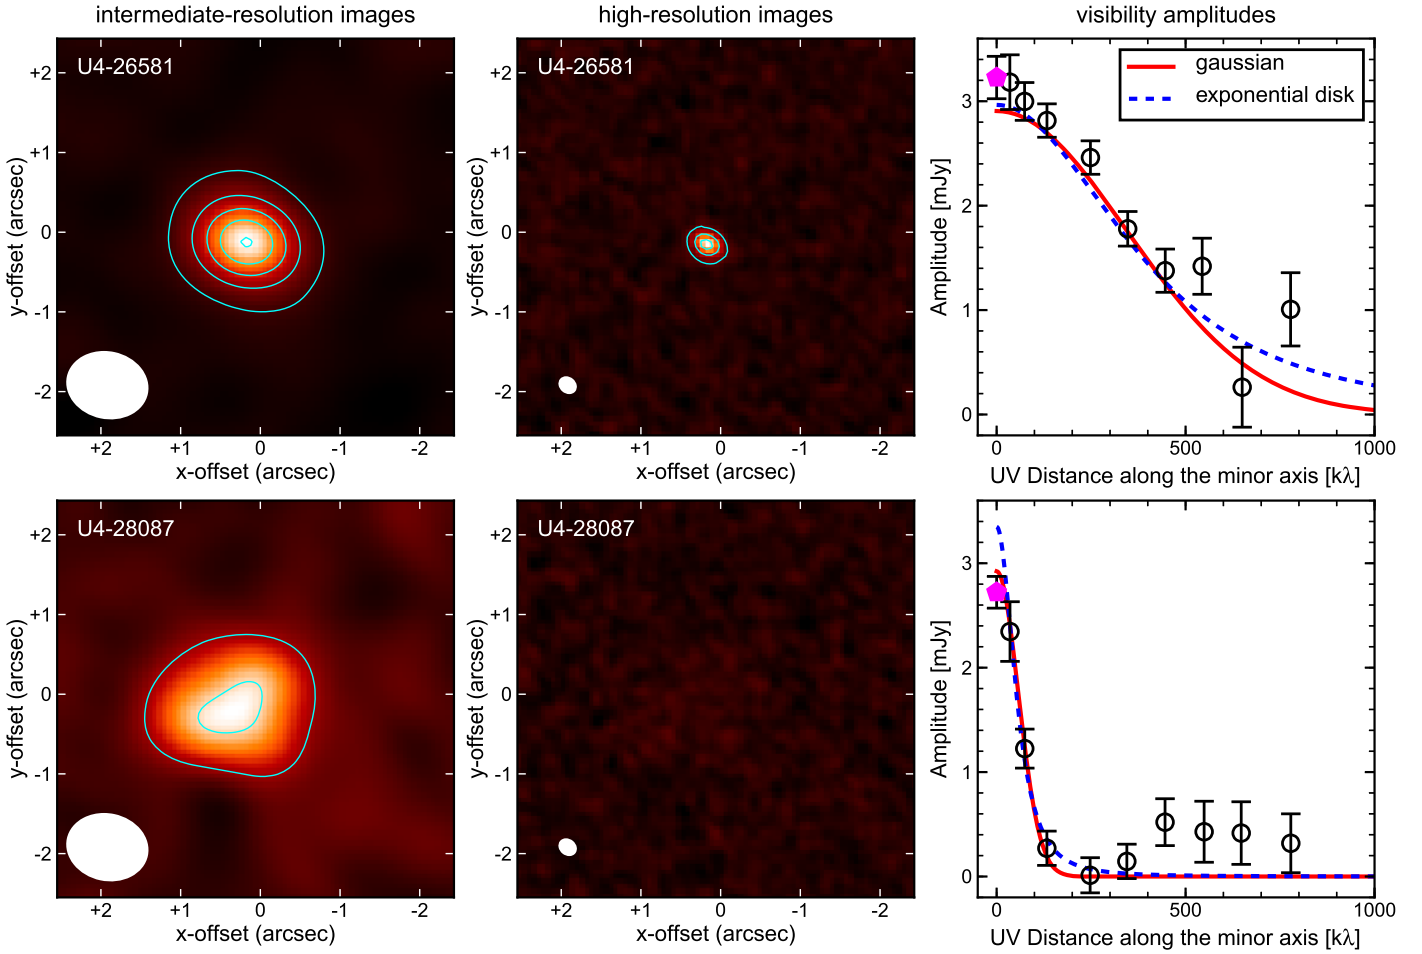 intermediate-resolution images
high-resolution images
visibility amplitudes
U4-26581
+2
+1
0
-1
-2
y-offset (arcsec)
+2
+1
0
-1
-2
x-offset (arcsec)
U4-26581
+2
+1
0
-1
-2
y-offset (arcsec)
+2
+1
0
-1
-2
x-offset (arcsec)
gaussian
exponential disk
3
2
1
0
Amplitude [mJy]
0
500
1000
UV Distance along the minor axis [kλ]
U4-28087
+2
+1
0
-1
-2
y-offset (arcsec)
+2
+1
0
-1
-2
x-offset (arcsec)
U4-28087
+2
+1
0
-1
-2
y-offset (arcsec)
+2
+1
0
-1
-2
x-offset (arcsec)
3
2
1
0
Amplitude [mJy]
0
500
1000
UV Distance along the minor axis [kλ]